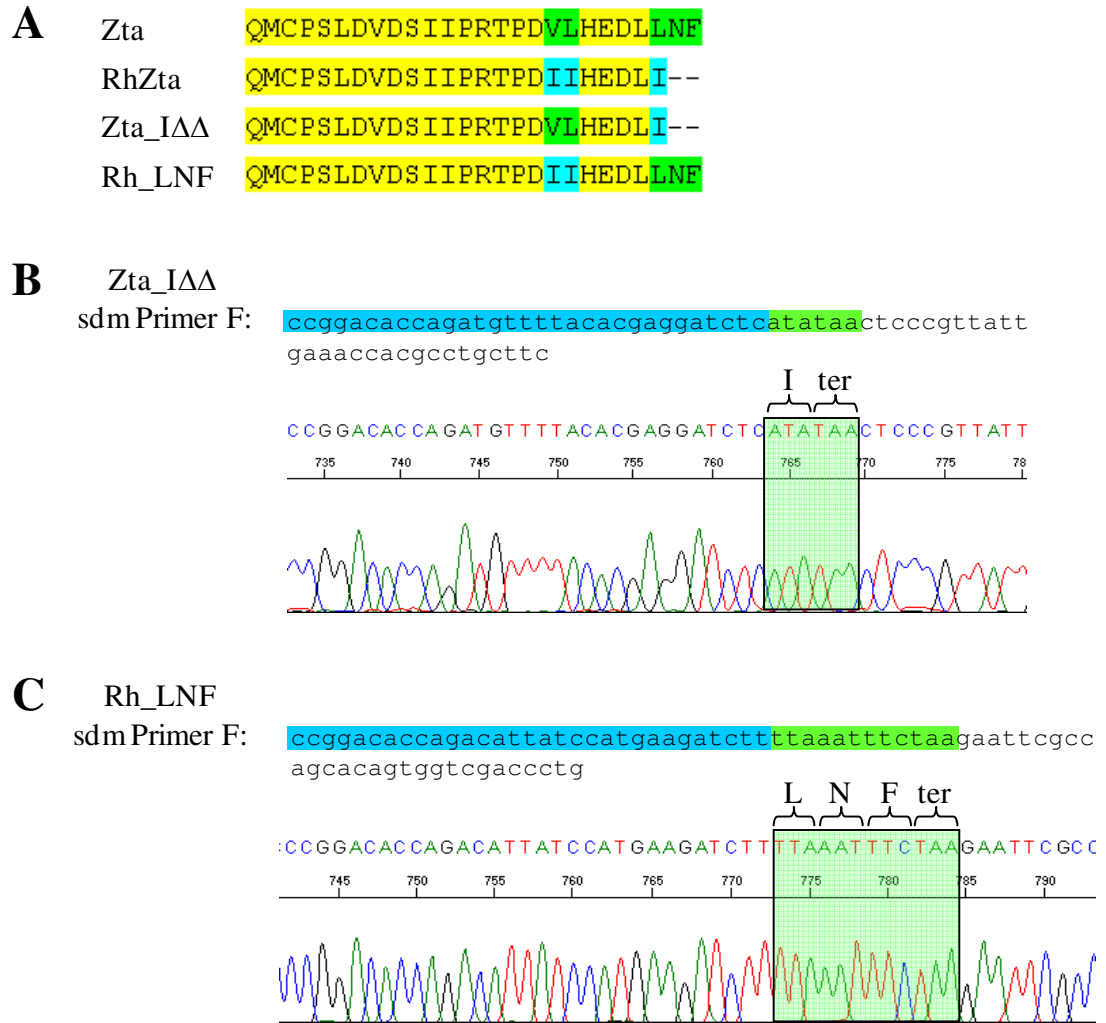 A
Zta QMCPSLDVDSIIPRTPDVLHEDLLNF
RhZta QMCPSLDVDSIIPRTPDIIHEDLI--
Zta_IΔΔ QMCPSLDVDSIIPRTPDVLHEDLI--
Rh_LNF QMCPSLDVDSIIPRTPDIIHEDLLNF
B
Zta_IΔΔ
sdm Primer F: ccggacaccagatgttttacacgaggatctcatataactcccgttatt
gaaaccacgcctgcttc
I ter
CCGGACACCAGATGTTTTACACGAGGATCTCATATAACTCCCGTTATT
735 740 745 750 755 760 765 770 775 78
C
Rh_LNF
sdm Primer F: ccggacaccagacattatccatgaagatcttttaaatttctaagaattcgcc
agcacagtggtcgaccctg
L N F ter
CCGGACACCAGACATTATCCATGAAGATCTTTTAAATTTCTAAGAATTCGCC
745 750 755 760 765 770 775 780 785 790